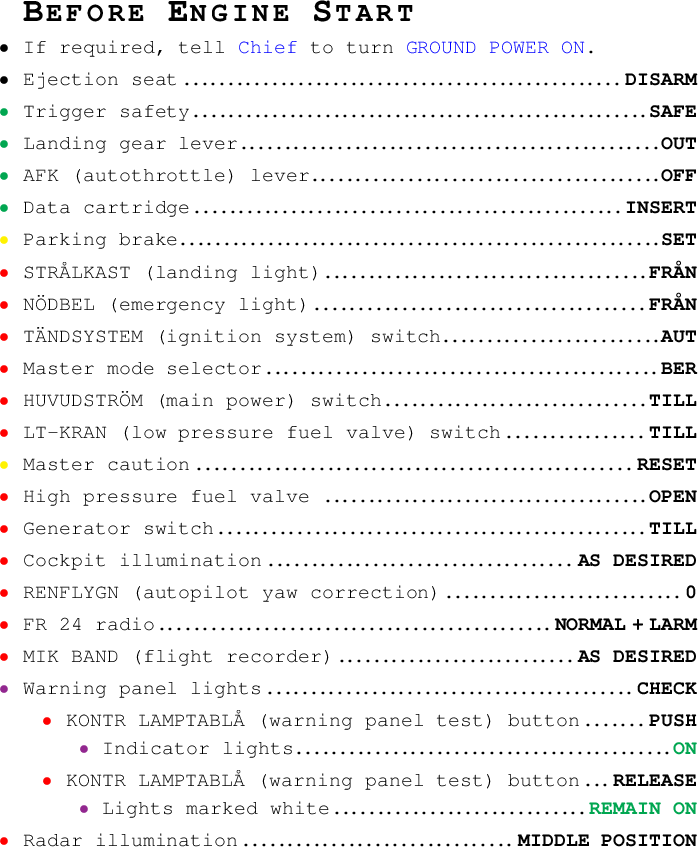 BEFORE ENGINE START
● If required, tell Chief to turn GROUND POWER ON.
● Ejection seat .................................................. DISARM
● Trigger safety.................................................... SAFE
● Landing gear lever................................................OUT
● AFK (autothrottle) lever........................................OFF
● Data cartridge ................................................. INSERT
● Parking brake.......................................................SET
● STRÅLKAST (landing light) .....................................FRÅN
● NÖDBEL (emergency light) ......................................FRÅN
● TÄNDSYSTEM (ignition system) switch.........................AUT
● Master mode selector ............................................. BER
● HUVUDSTRÖM (main power) switch..............................TILL
● LT-KRAN (low pressure fuel valve) switch ................ TILL
● Master caution .................................................. RESET
● High pressure fuel valve .....................................OPEN
● Generator switch ................................................. TILL
● Cockpit illumination ................................... AS DESIRED
● RENFLYGN (autopilot yaw correction) ........................... 0
● FR 24 radio ............................................. NORMAL + LARM
● MIK BAND (flight recorder) ........................... AS DESIRED
● Warning panel lights .......................................... CHECK
● KONTR LAMPTABLÅ (warning panel test) button ....... PUSH
● Indicator lights...........................................ON
● KONTR LAMPTABLÅ (warning panel test) button ... RELEASE
● Lights marked white .............................REMAIN ON
● Radar illumination ............................... MIDDLE POSITION